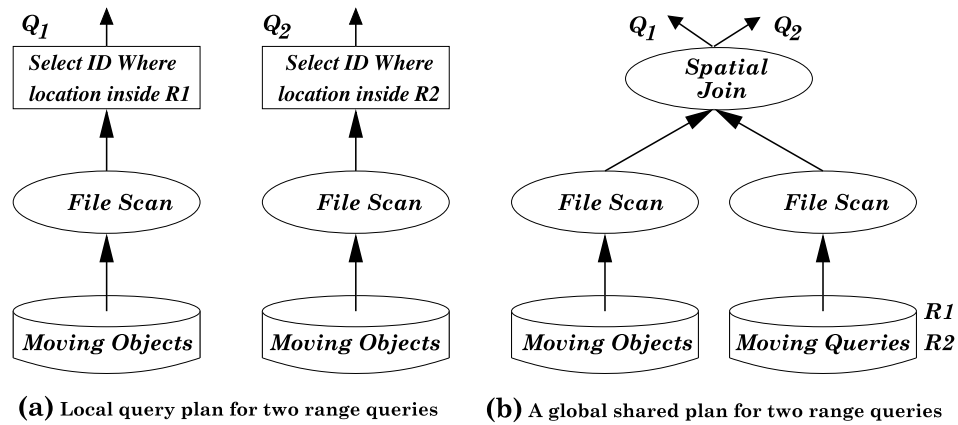 Q1
Select ID Where
location inside R1
File Scan
Moving Objects
Q2
Select ID Where
location inside R2
File Scan
Moving Objects
(a) Local query plan for two range queries
Q1 Q2
Spatial
Join
File Scan
File Scan
Moving Objects
Moving Queries
R1
R2
(b) A global shared plan for two range queries